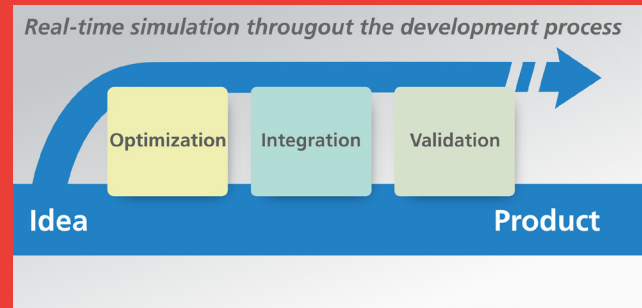 Real-time simulation througout the development process
Optimization
Integration
Validation
Idea
Product